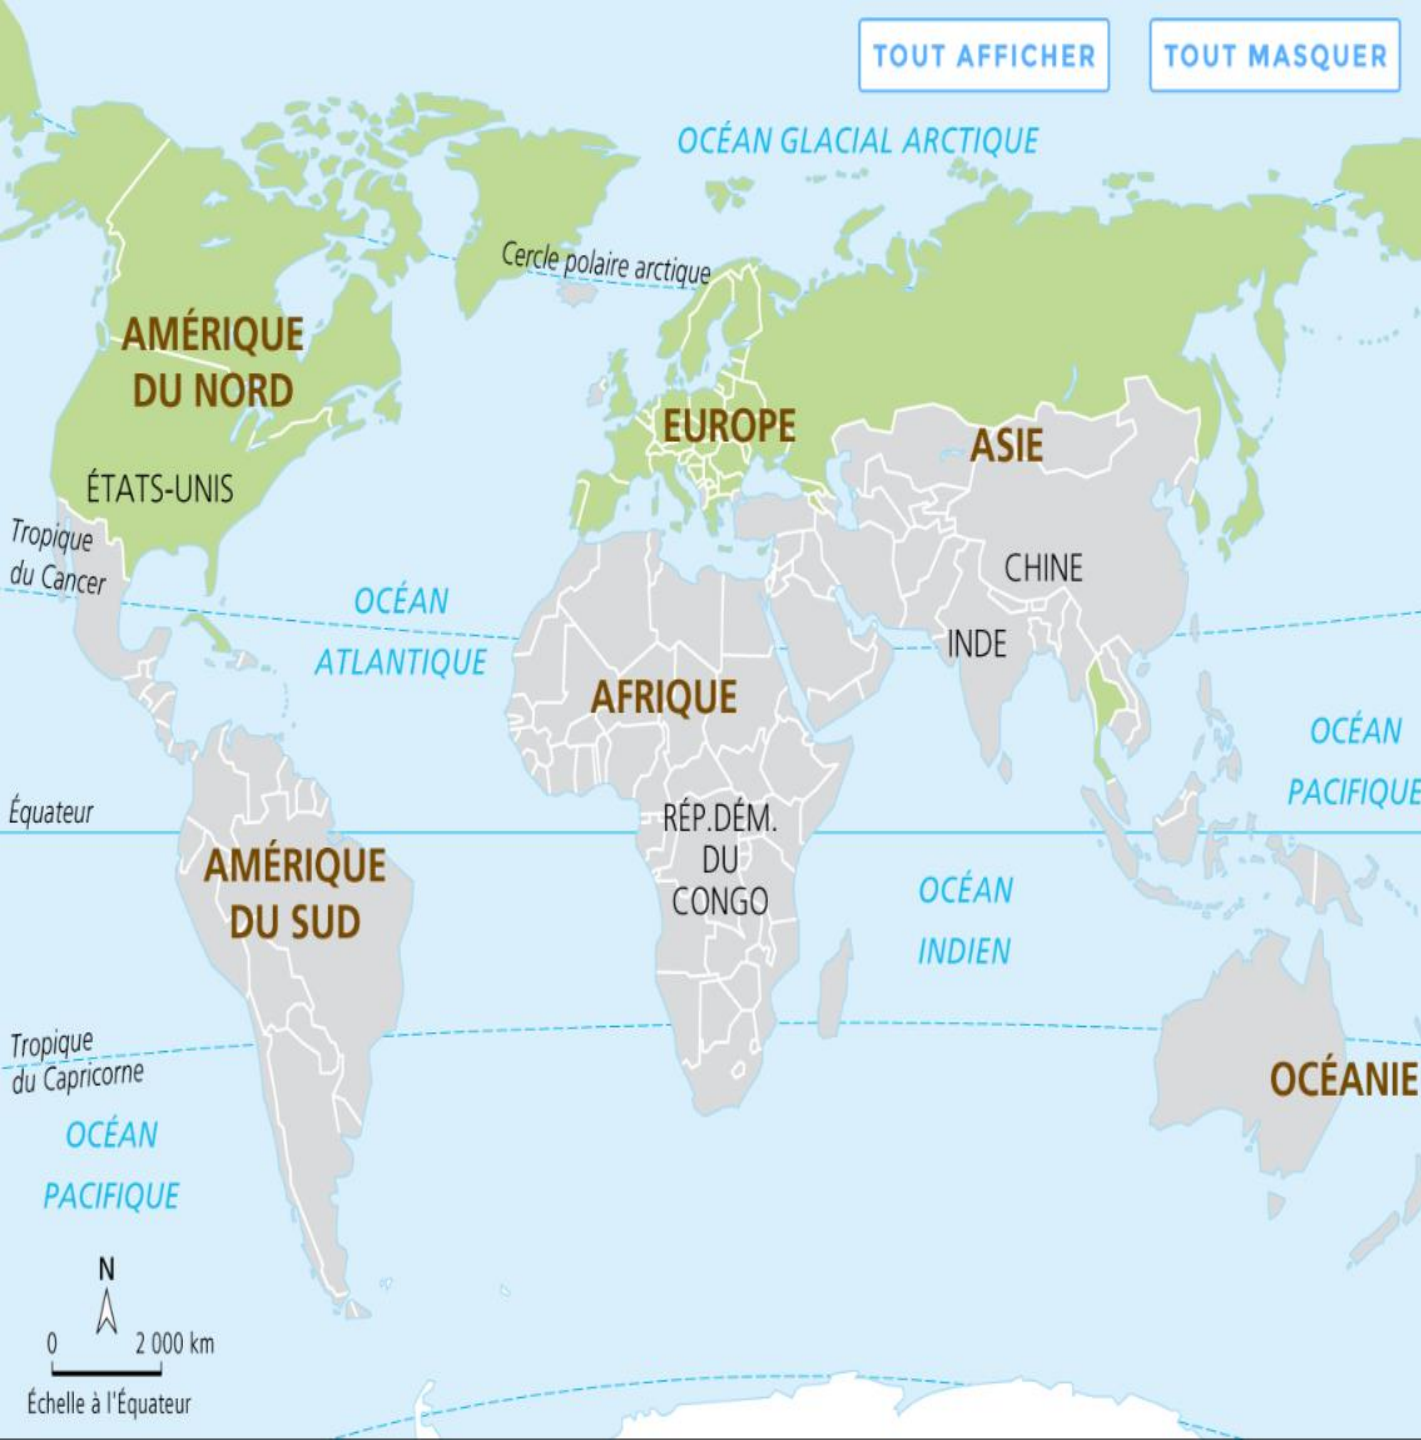 TOUT AFFICHER
TOUT MASQUER
OCÉAN GLACIAL ARCTIQUE
Cercle polaire arctique
AMÉRIQUE
DU NORD
EUROPE
ASIE
ÉTATS-UNIS
Tropique
du Cancer
CHINE
OCÉAN
ATLANTIQUE
INDE
AFRIQUE
OCÉAN
PACIFIQUE
Équateur
RÉP.DÉM.
DU
CONGO
AMÉRIQUE
DU SUD
OCÉAN
INDIEN
Tropique
du Capricorne
OCÉANIE
OCÉAN
PACIFIQUE
N
0 2 000 km
Échelle à l'Équateur